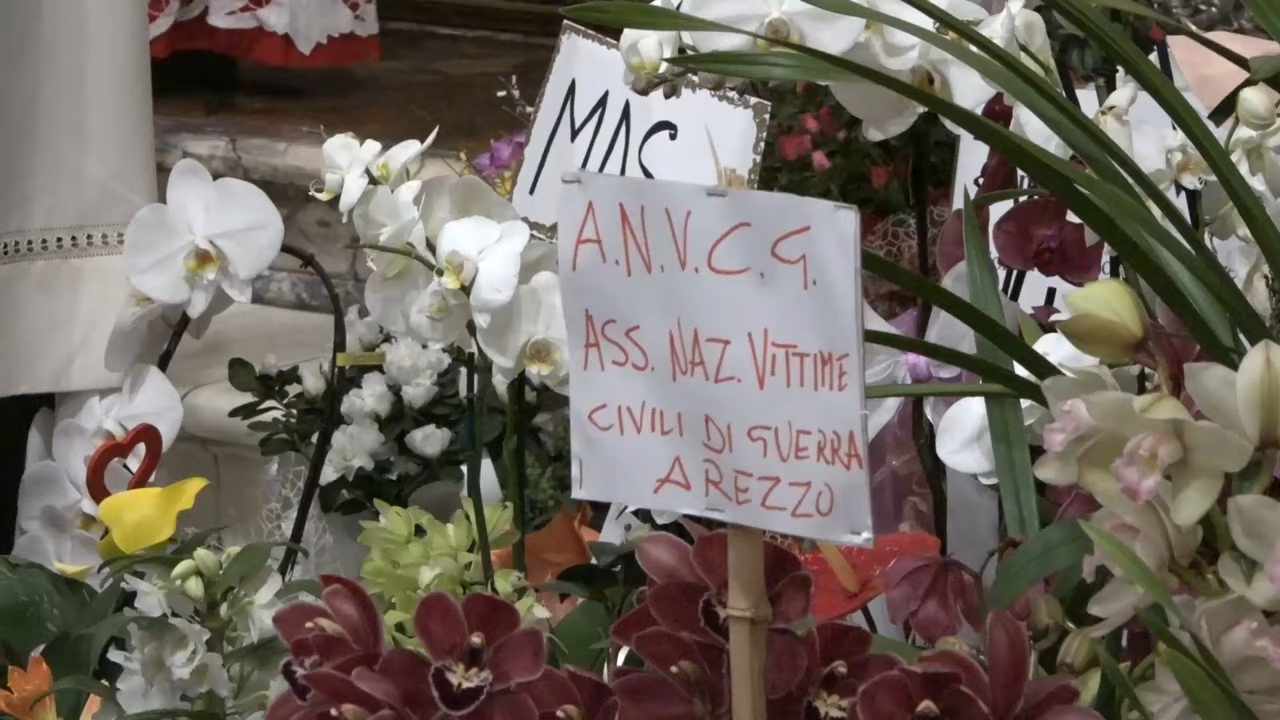 MAS
A.N.V.C.G.
ASS. NAZ. VITTIME
CIVILI DI GUERRA
AREZZO